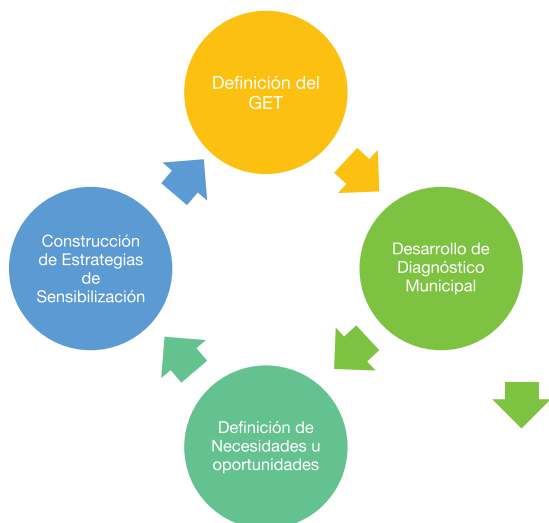 Definición del
GET
Desarrollo de
Diagnóstico
Municipal
Definición de
Necesidades u
oportunidades
Construcción
de Estrategias
de
Sensibilización